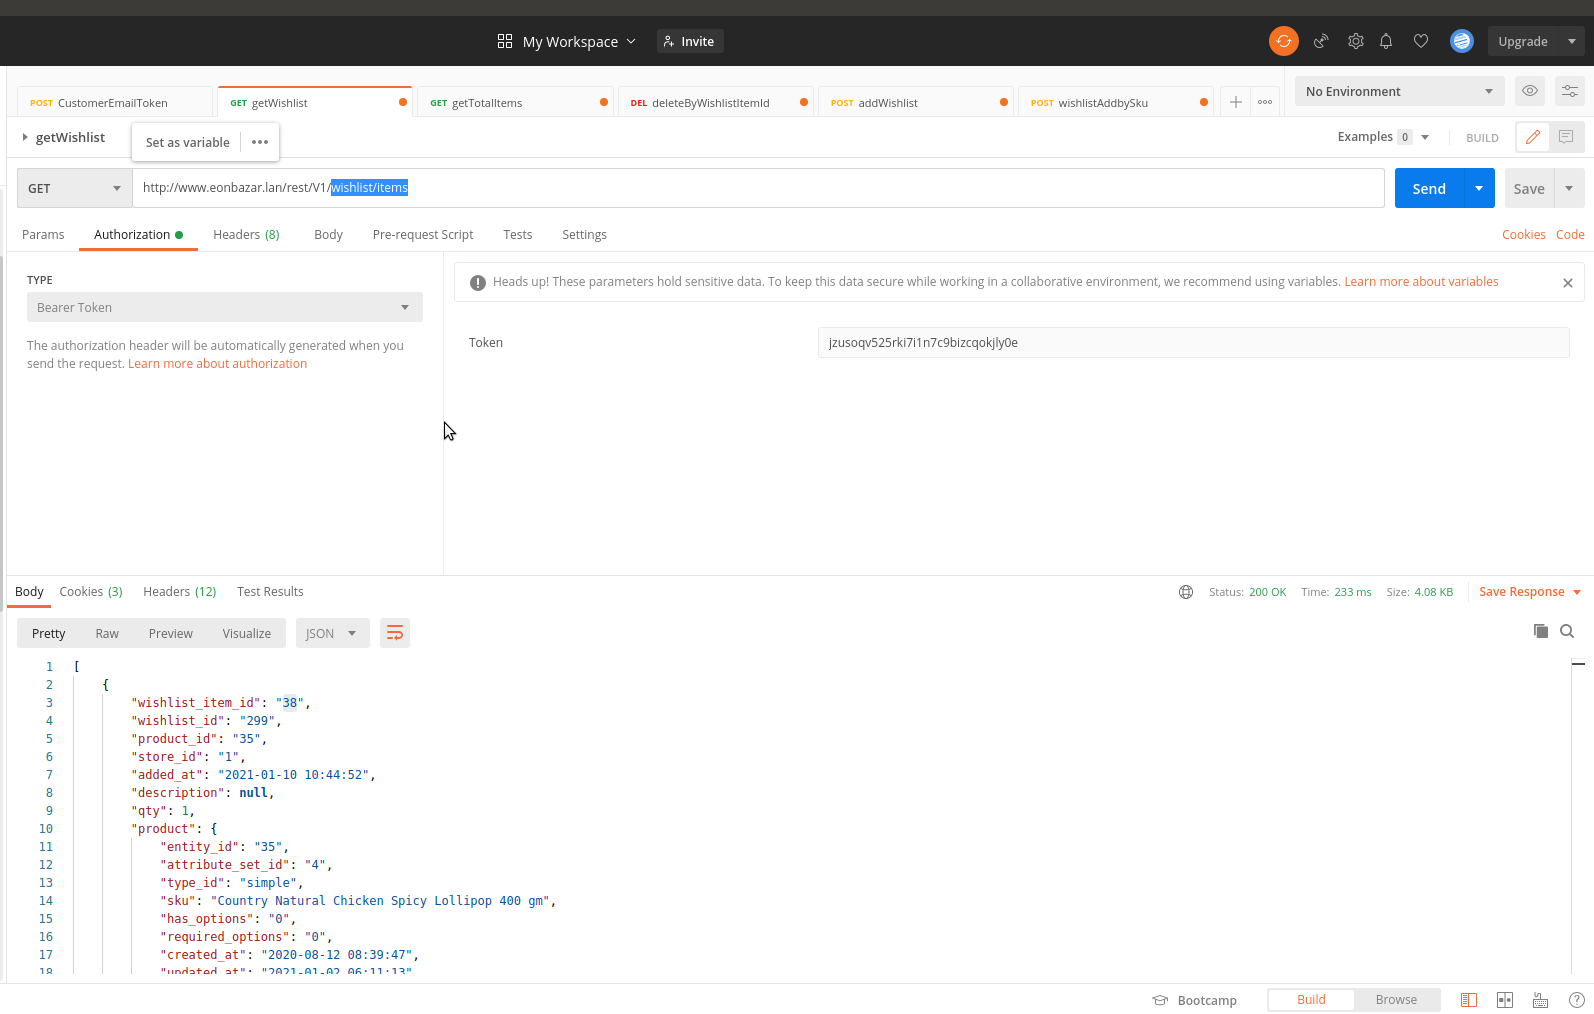 My Workspace
Invite
Upgrade
POST CustomerEmailToken
GET getWishlist
GET getTotalItems
DEL deleteByWishlistItemId
POST addWishlist
POST wishlistAddbySku
No Environment
getWishlist
Set as variable
Examples 0
BUILD
GET
http://www.eonbazar.lan/rest/V1/wishlist/items
Send
Save
Params
Authorization
Headers (8)
Body
Pre-request Script
Tests
Settings
Cookies
Code
TYPE
Bearer Token
The authorization header will be automatically generated when you
send the request. Learn more about authorization
Heads up! These parameters hold sensitive data. To keep this data secure while working in a collaborative environment, we recommend using variables. Learn more about variables
Token
jzusoqv525rki7i1n7c9bizcqokjly0e
Body
Cookies (3)
Headers (12)
Test Results
Status: 200 OK
Time: 233 ms
Size: 4.08 KB
Save Response
Pretty
Raw
Preview
Visualize
JSON
1 [
2 {
3 "wishlist_item_id": "38",
4 "wishlist_id": "299",
5 "product_id": "35",
6 "store_id": "1",
7 "added_at": "2021-01-10 10:44:52",
8 "description": null,
9 "qty": 1,
10 "product": {
11 "entity_id": "35",
12 "attribute_set_id": "4",
13 "type_id": "simple",
14 "sku": "Country Natural Chicken Spicy Lollipop 400 gm",
15 "has_options": "0",
16 "required_options": "0",
17 "created_at": "2020-08-12 08:39:47",
18 "updated_at": "2021-01-02 06:11:13"
Bootcamp
Build
Browse